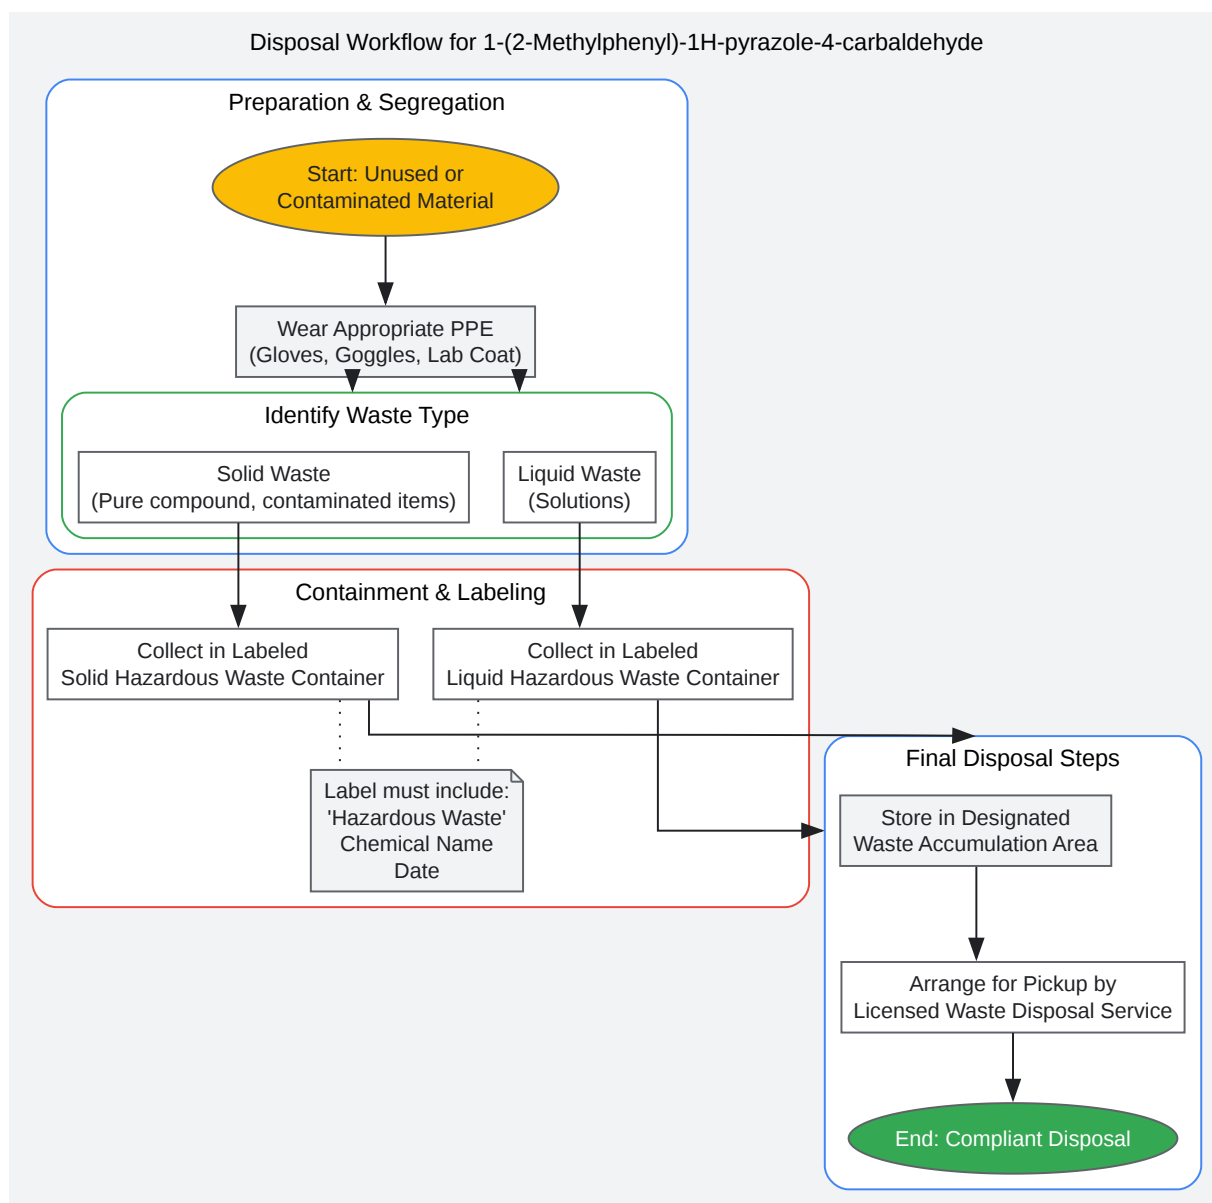 Disposal Workflow for 1-(2-Methylphenyl)-1H-pyrazole-4-carbaldehyde
Preparation & Segregation
Start: Unused or
Contaminated Material
Wear Appropriate PPE
(Gloves, Goggles, Lab Coat)
Identify Waste Type
Solid Waste
(Pure compound, contaminated items)
Liquid Waste
(Solutions)
Containment & Labeling
Collect in Labeled
Solid Hazardous Waste Container
Collect in Labeled
Liquid Hazardous Waste Container
Label must include:
'Hazardous Waste'
Chemical Name
Date
Final Disposal Steps
Store in Designated
Waste Accumulation Area
Arrange for Pickup by
Licensed Waste Disposal Service
End: Compliant Disposal